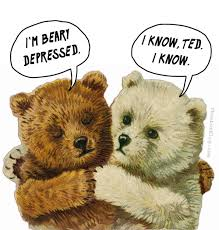 I'M BEARY
DEPRESSED.
I KNOW, TED.
I KNOW.